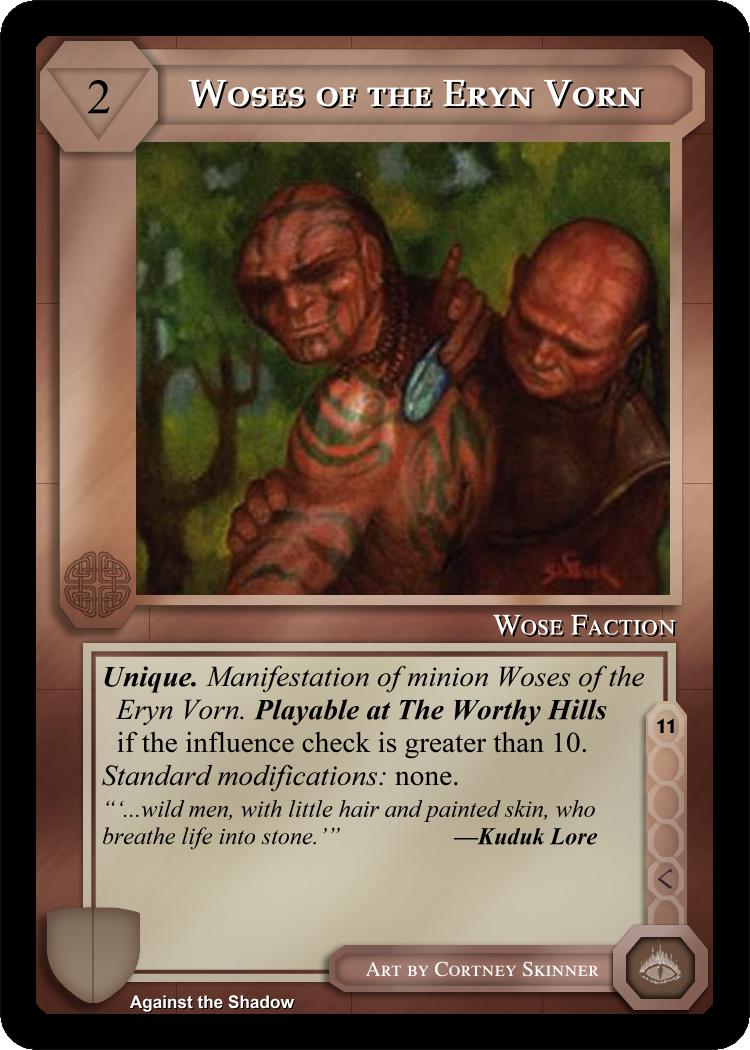 2
Woses of the Eryn Vorn
Wose Faction
Unique. Manifestation of minion Woses of the
Eryn Vorn. Playable at The Worthy Hills
if the influence check is greater than 10.
Standard modifications: none.
“‘...wild men, with little hair and painted skin, who
breathe life into stone.’” —Kuduk Lore
11
Art by Cortney Skinner
Against the Shadow